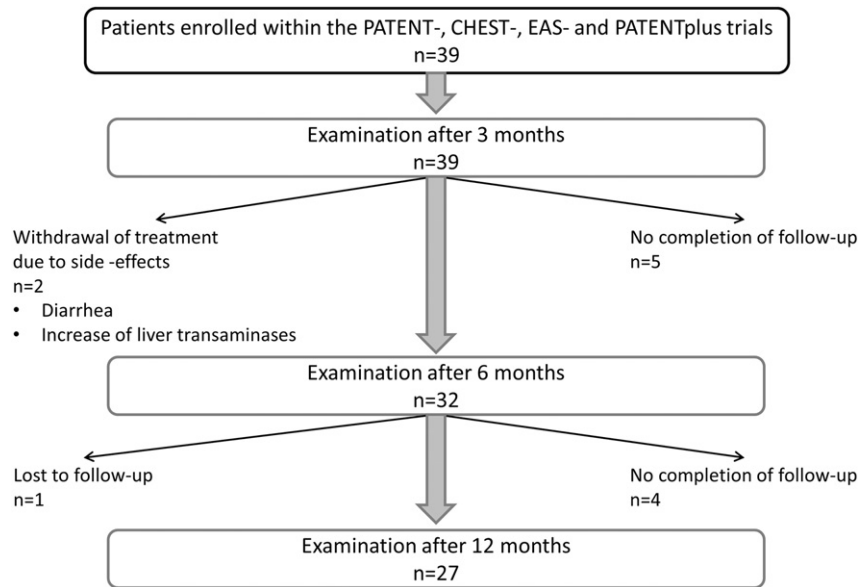 Patients enrolled within the PATENT-, CHEST-, EAS- and PATENTplus trials
n=39
Examination after 3 months
n=39
Withdrawal of treatment
due to side -effects
n=2
• Diarrhea
• Increase of liver transaminases
No completion of follow-up
n=5
Examination after 6 months
n=32
Lost to follow-up
n=1
No completion of follow-up
n=4
Examination after 12 months
n=27